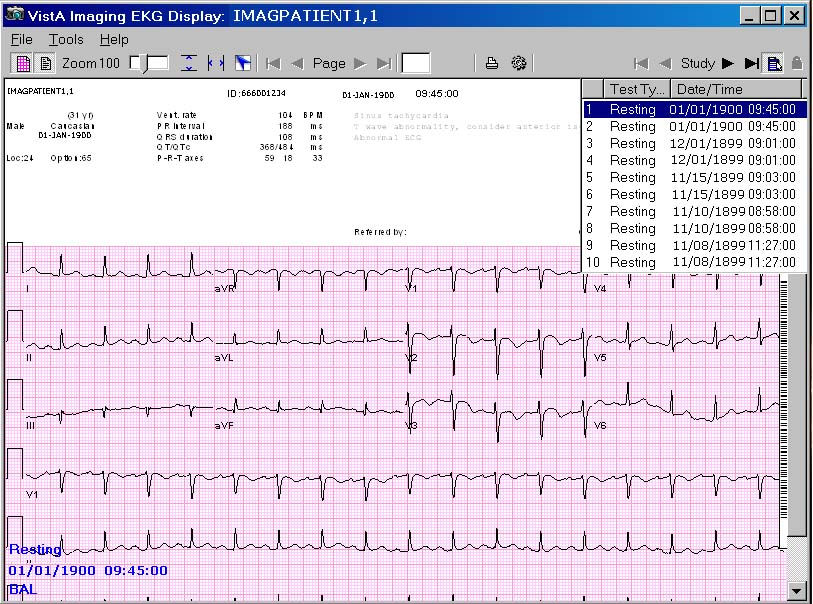 VistA Imaging EKG Display: IMAGPATIENT1,1
File Tools Help
Zoom 100 Page Study
IMAGPATIENT1,1 ID:666001234 01-JAN-1900 09:45:00
(31 yr)
Male Caucasian
01-JAN-1900
Loc:24 Option:65
Vent. rate 104 BPM
PR interval 188 ms
QRS duration 108 ms
QT/QTc 368/484 ms
P-R-T axes 59 18 33
Sinus tachycardia
T wave abnormality, consider anterior is
Abnormal ECG
Referred by:
Test Ty... Date/Time
1 Resting 01/01/1900 09:45:00
2 Resting 01/01/1900 09:45:00
3 Resting 12/01/1899 09:01:00
4 Resting 12/01/1899 09:01:00
5 Resting 11/15/1899 09:03:00
6 Resting 11/15/1899 09:03:00
7 Resting 11/10/1899 08:58:00
8 Resting 11/10/1899 08:58:00
9 Resting 11/08/1899 11:27:00
10 Resting 11/08/1899 11:27:00
I aVR V1 V4
II aVL V2 V5
III aVF V3 V6
V1
Resting
01/01/1900 09:45:00
BAL